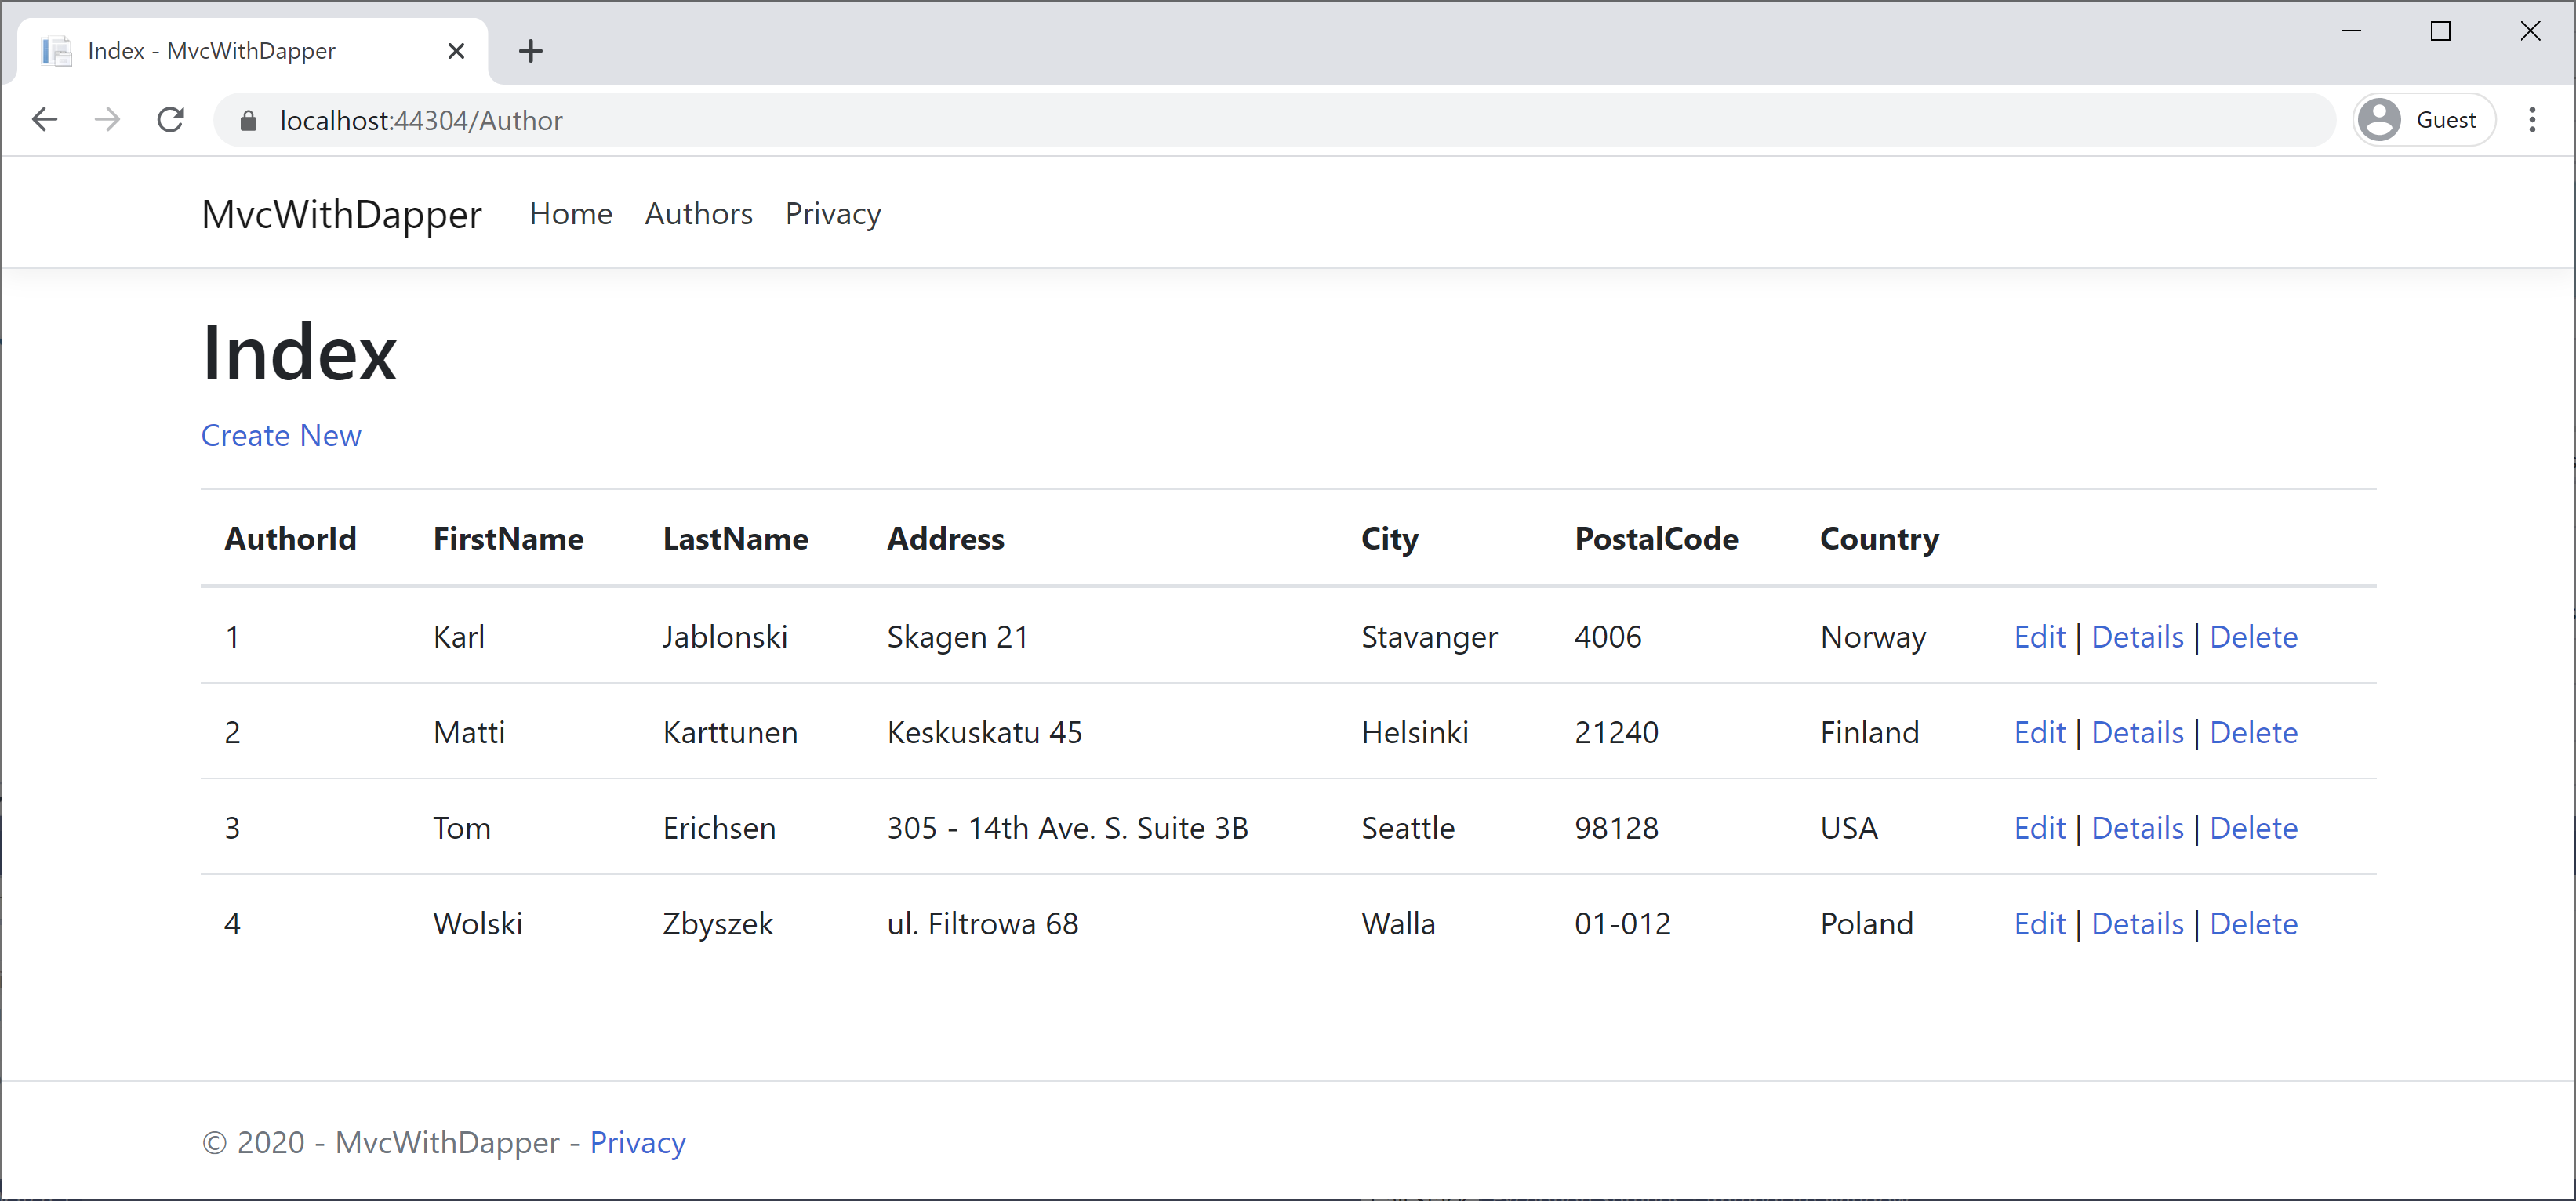 Index - MvcWithDapper
localhost:44304/Author
Guest
MvcWithDapper Home Authors Privacy
Index
Create New
AuthorId FirstName LastName Address City PostalCode Country
1 Karl Jablonski Skagen 21 Stavanger 4006 Norway Edit | Details | Delete
2 Matti Karttunen Keskuskatu 45 Helsinki 21240 Finland Edit | Details | Delete
3 Tom Erichsen 305 - 14th Ave. S. Suite 3B Seattle 98128 USA Edit | Details | Delete
4 Wolski Zbyszek ul. Filtrowa 68 Walla 01-012 Poland Edit | Details | Delete
© 2020 - MvcWithDapper - Privacy